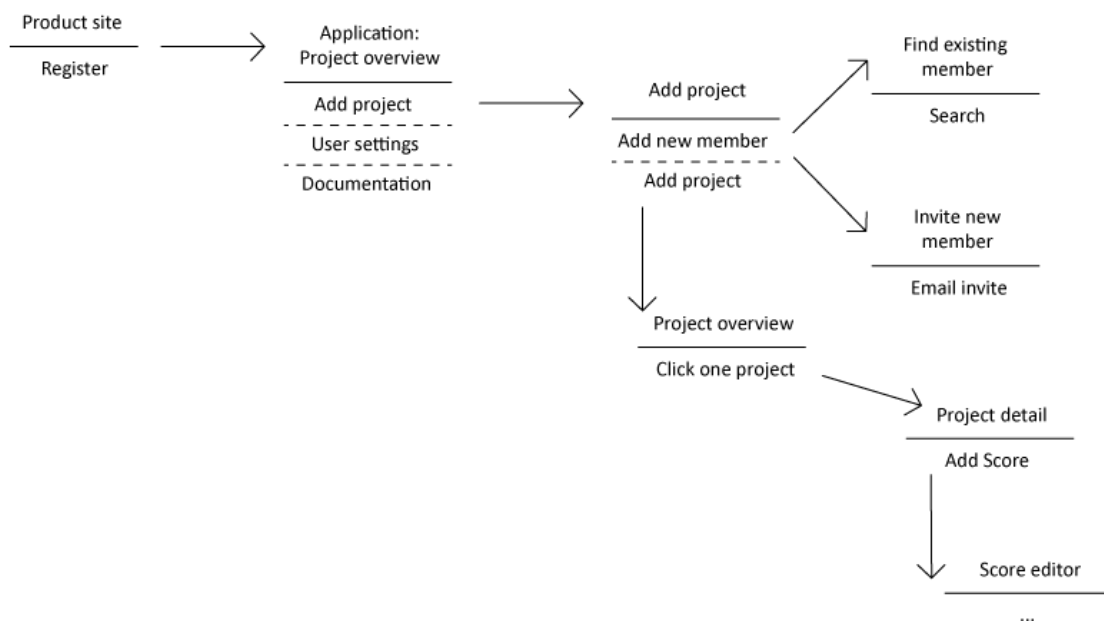 Product site
Register
Application:
Project overview
Add project
User settings
Documentation
Add project
Add new member
Add project
Find existing
member
Search
Invite new
member
Email invite
Project overview
Click one project
Project detail
Add Score
Score editor
...